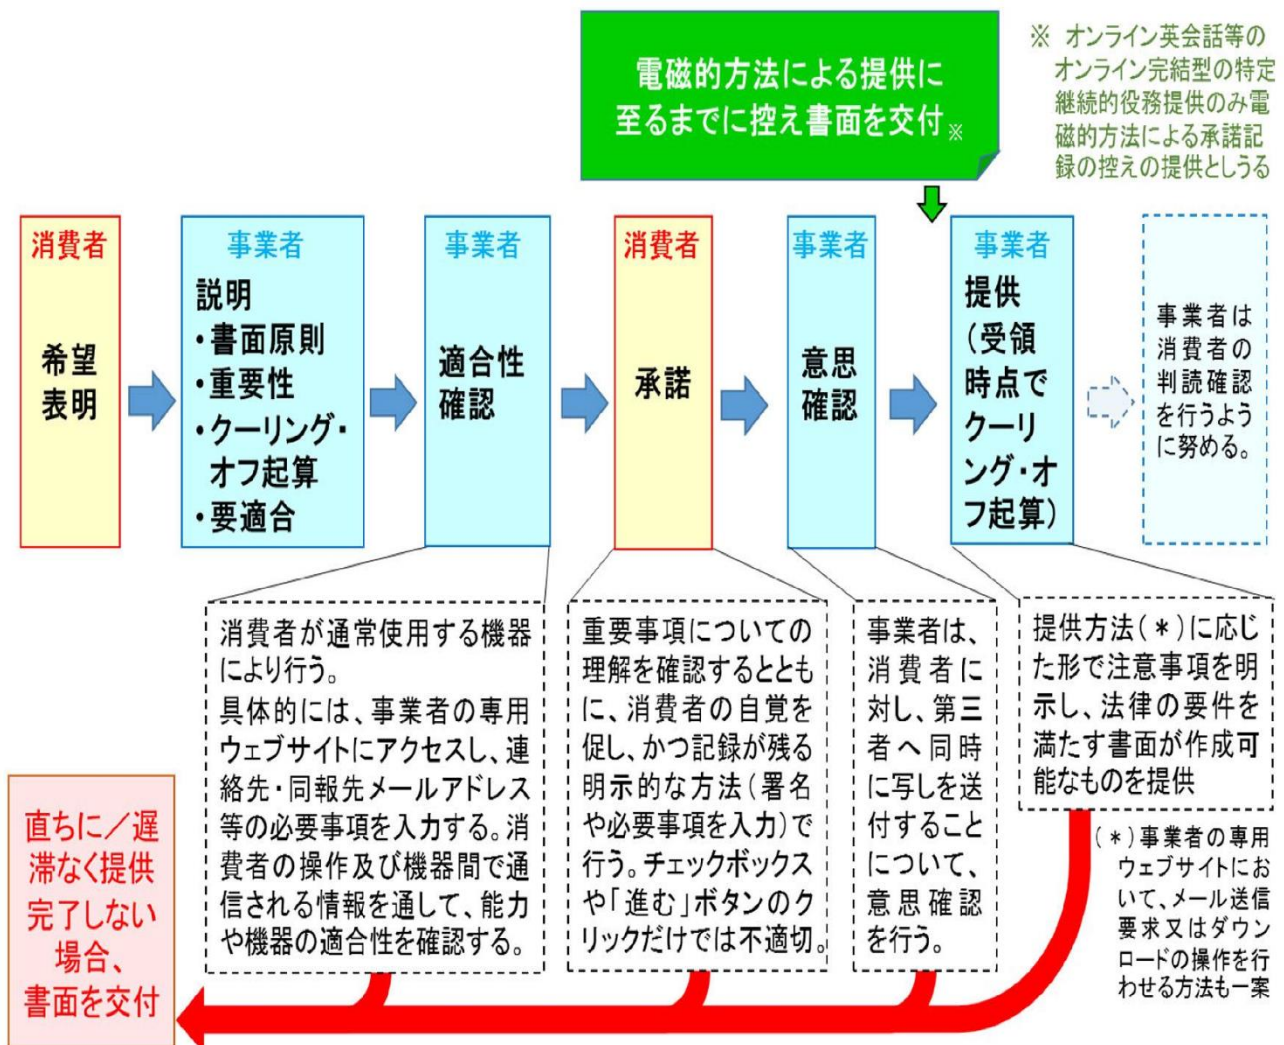 電磁的方法による提供に
至るまでに控え書面を交付※
※ オンライン英会話等の
オンライン完結型の特定
継続的役務提供のみ電
磁的方法による承諾記
録の控えの提供としうる
消費者
希望
表明
事業者
説明
・書面原則
・重要性
・クーリング・
オフ起算
・要適合
事業者
適合性
確認
消費者
承諾
事業者
意思
確認
事業者
提供
(受領
時点で
クーリ
ング・オ
フ起算)
事業者は
消費者の
判読確認
を行うよう
に努める。
消費者が通常使用する機器
により行う。
具体的には、事業者の専用
ウェブサイトにアクセスし、連
絡先・同報先メールアドレス
等の必要事項を入力する。消
費者の操作及び機器間で通
信される情報を通して、能力
や機器の適合性を確認する。
重要事項についての
理解を確認するととも
に、消費者の自覚を
促し、かつ記録が残る
明示的な方法(署名
や必要事項を入力)で
行う。チェックボックス
や「進む」ボタンのク
リックだけでは不適切。
事業者は、
消費者に
対し、第三
者へ同時
に写しを送
付すること
について、
意思確認
を行う。
提供方法(*)に応じ
た形で注意事項を明
示し、法律の要件を
満たす書面が作成可
能なものを提供
(*)事業者の専用
ウェブサイトにお
いて、メール送信
要求又はダウン
ロードの操作を行
わせる方法も一案
直ちに/遅
滞なく提供
完了しない
場合、
書面を交付